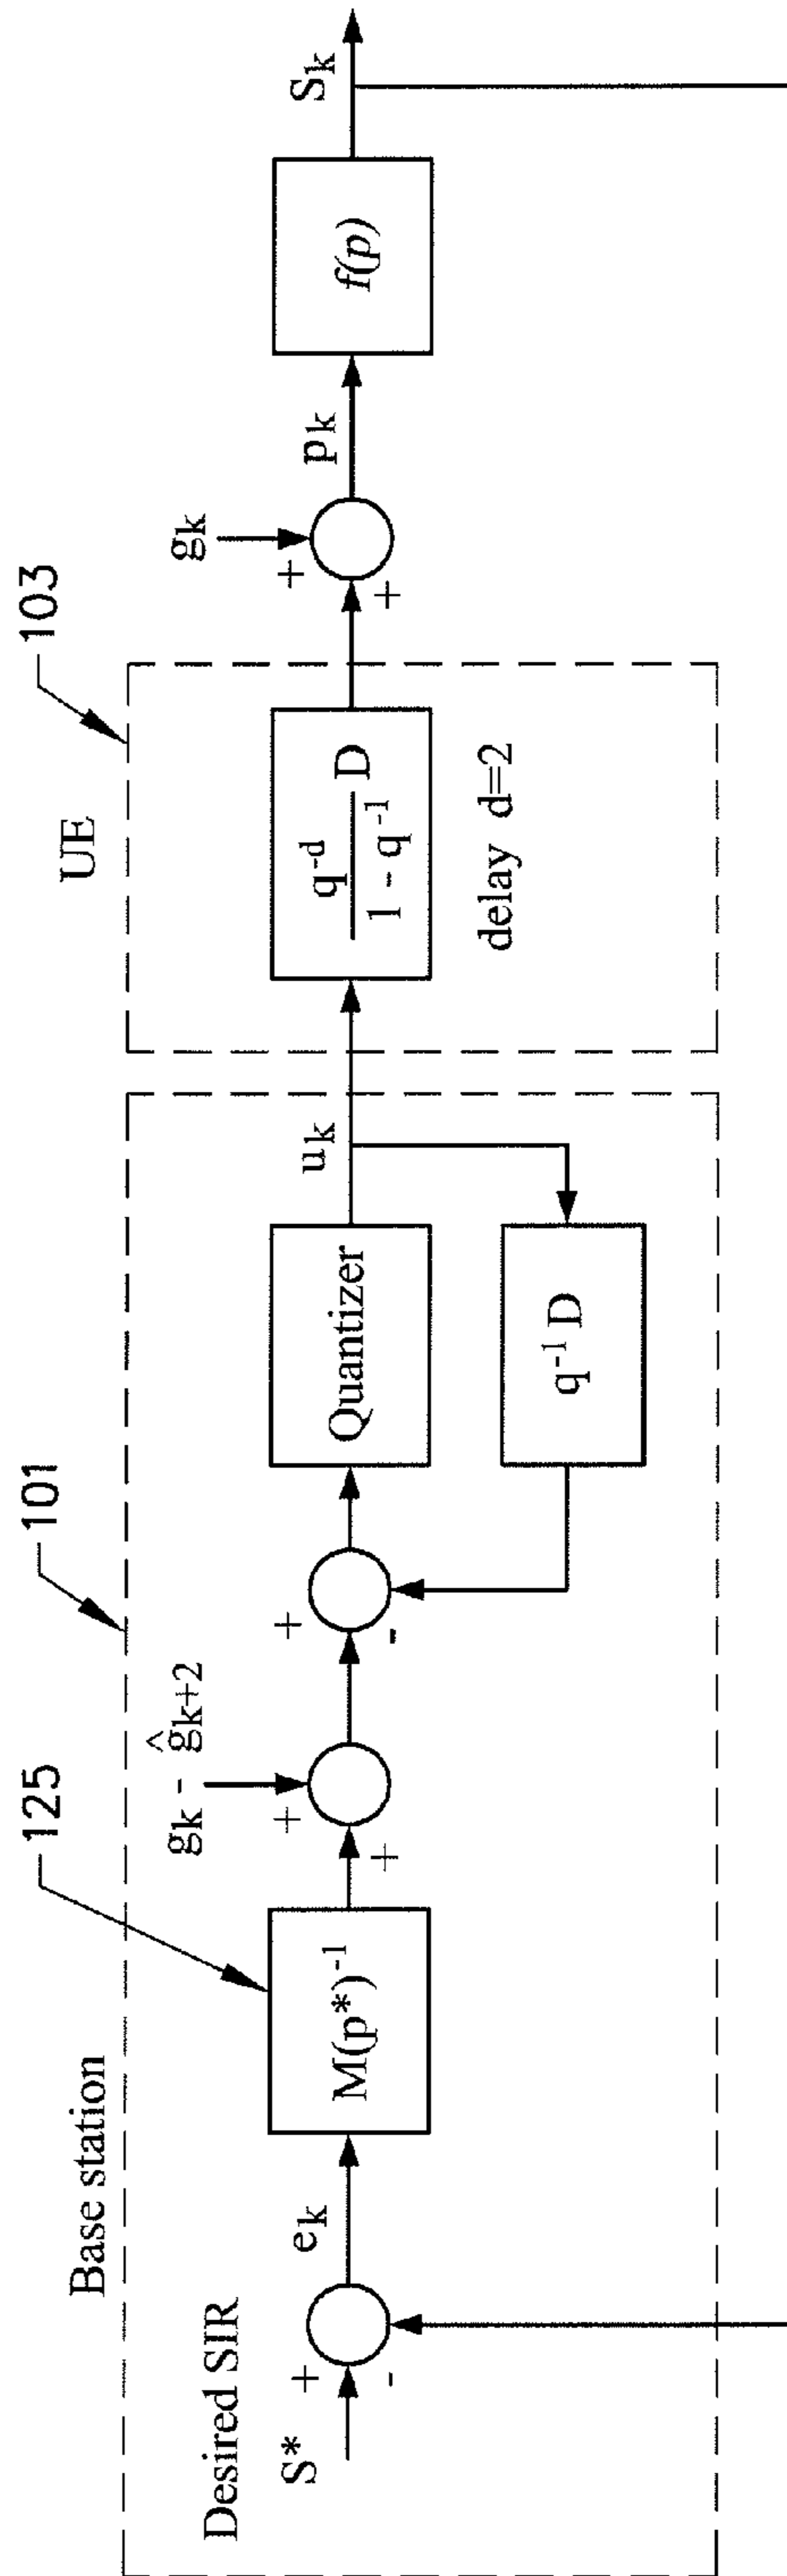 Base station
101
UE
103
125
Desired SIR
S*
+
-
e_k
M(p*)^-1
g_k - ĝ_k+2
+
+
+
-
Quantizer
u_k
q^-1 D
q^-d
1 - q^-1
D
delay d=2
g_k
+
+
p_k
f(p)
S_k